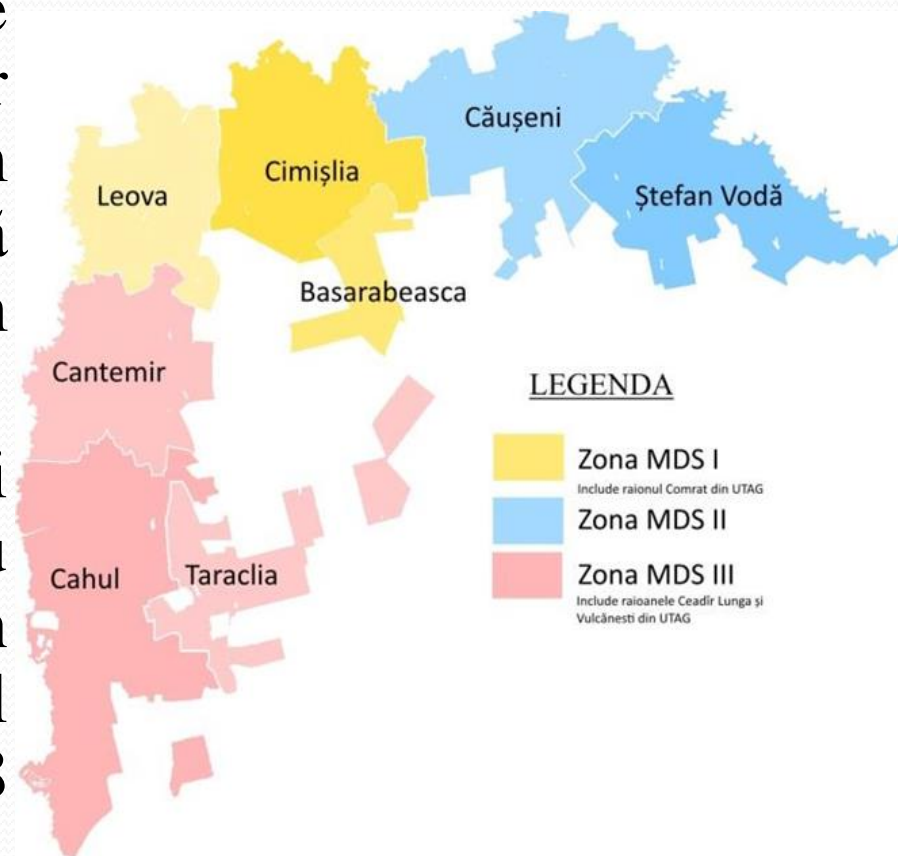 Căușeni
Cimișlia
Leova
Ștefan Vodă
Basarabeasca
Cantemir
LEGENDA
Zona MDS I
Include raionul Comrat din UTAG
Zona MDS II
Cahul
Taraclia
Zona MDS III
Include raioanele Ceadîr Lunga și
Vulcănesti din UTAG